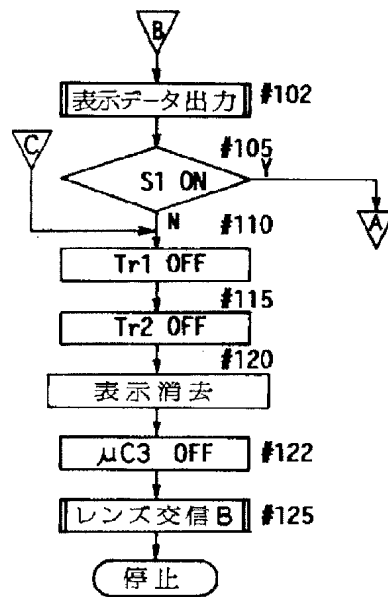 B
表示データ出力 #102
C
#105
S1 ON
Y
N
#110
A
Tr1 OFF
#115
Tr2 OFF
#120
表示消去
μC3 OFF #122
レンズ交信B #125
停止